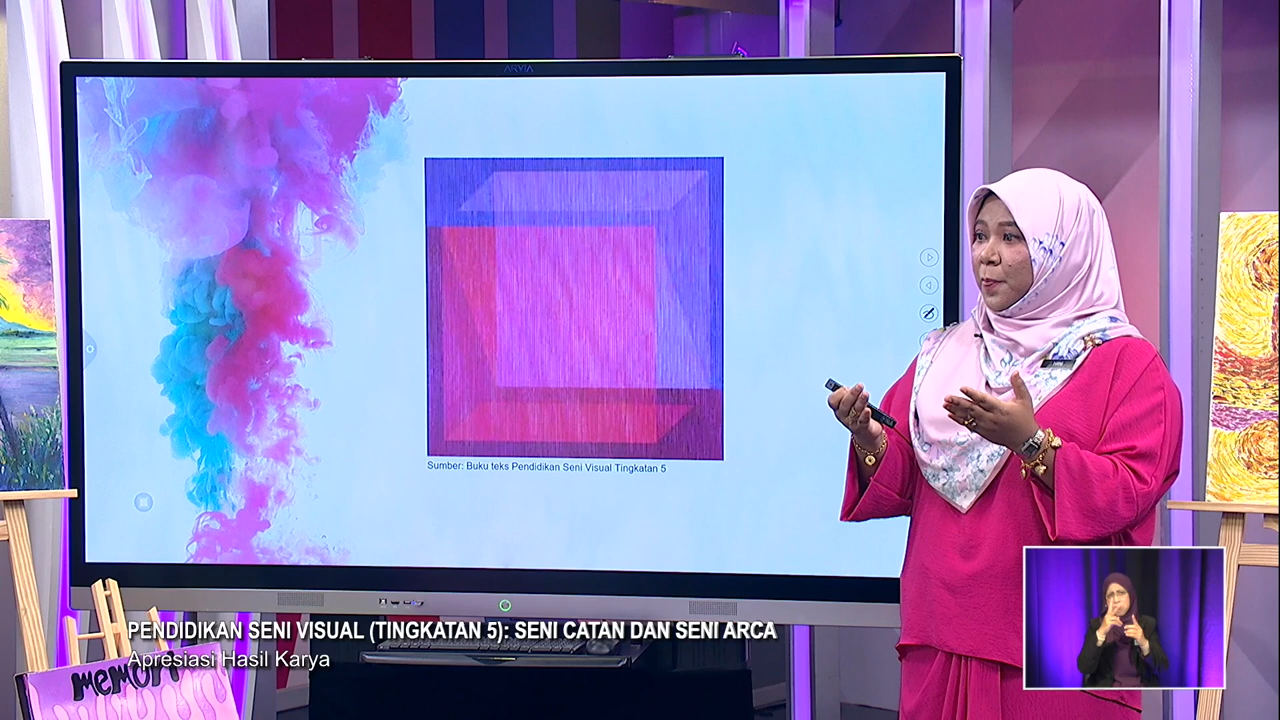 ARVIA
Sumber: Buku teks Pendidikan Seni Visual Tingkatan 5
PENDIDIKAN SENI VISUAL (TINGKATAN 5): SENI CATAN DAN SENI ARCA
Apresiasi Hasil Karya
memori